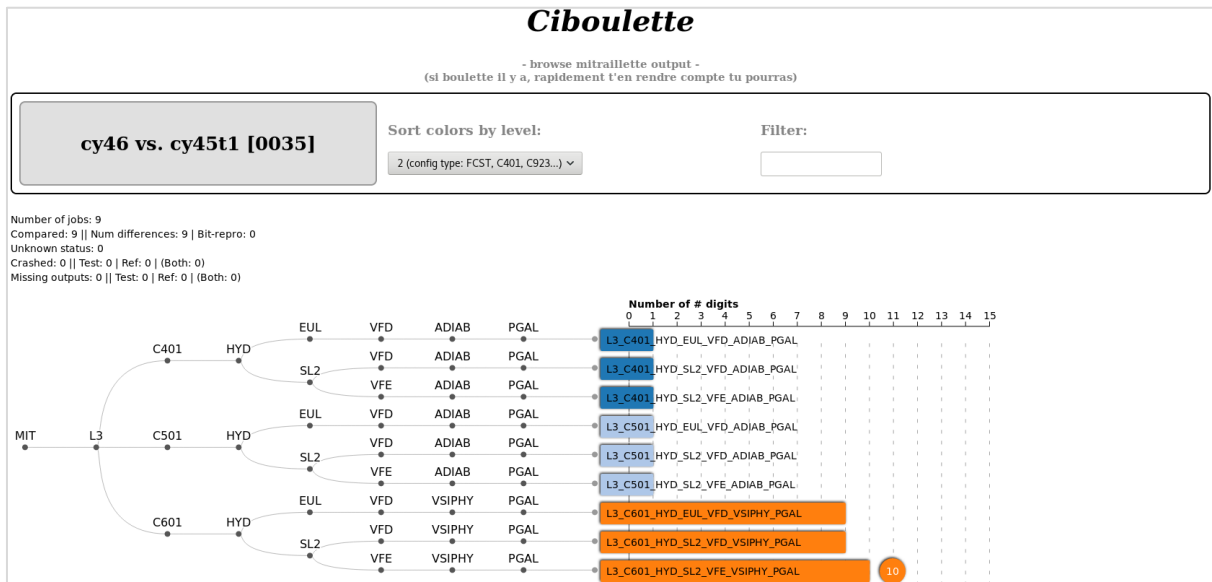 Ciboulette
- browse mitraillette output -
(si boulette il y a, rapidement t'en rendre compte tu pourras)
cy46 vs. cy45t1 [0035]
Sort colors by level:
Filter:
2 (config type: FCST, C401, C923...)
Number of jobs: 9
Compared: 9 || Num differences: 9 | Bit-repro: 0
Unknown status: 0
Crashed: 0 || Test: 0 | Ref: 0 | (Both: 0)
Missing outputs: 0 || Test: 0 | Ref: 0 | (Both: 0)
Number of # digits
0 1 2 3 4 5 6 7 8 9 10 11 12 13 14 15
EUL VFD ADIAB PGAL
L3_C401_HYD_EUL_VFD_ADIAB_PGAL
C401 HYD
VFD ADIAB PGAL
L3_C401_HYD_SL2_VFD_ADIAB_PGAL
SL2
VFE ADIAB PGAL
L3_C401_HYD_SL2_VFE_ADIAB_PGAL
EUL VFD ADIAB PGAL
L3_C501_HYD_EUL_VFD_ADIAB_PGAL
MIT L3 C501 HYD
VFD ADIAB PGAL
L3_C501_HYD_SL2_VFD_ADIAB_PGAL
SL2
VFE ADIAB PGAL
L3_C501_HYD_SL2_VFE_ADIAB_PGAL
EUL VFD VSIPHY PGAL
L3_C601_HYD_EUL_VFD_VSIPHY_PGAL
C601 HYD
VFD VSIPHY PGAL
L3_C601_HYD_SL2_VFD_VSIPHY_PGAL
SL2
VFE VSIPHY PGAL
L3_C601_HYD_SL2_VFE_VSIPHY_PGAL
10